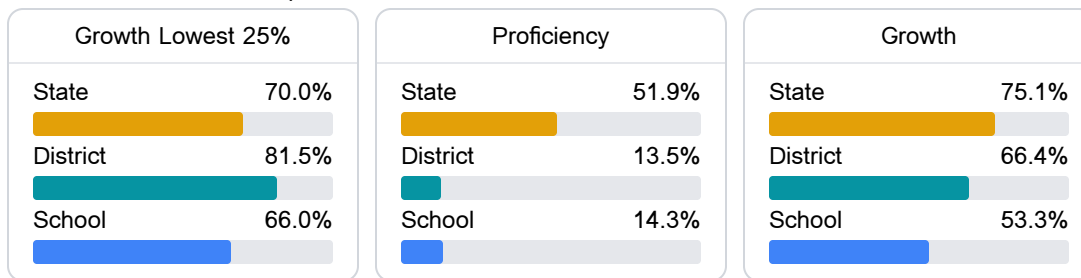 Growth Lowest 25%
State 70.0%
District 81.5%
School 66.0%
Proficiency
State 51.9%
District 13.5%
School 14.3%
Growth
State 75.1%
District 66.4%
School 53.3%